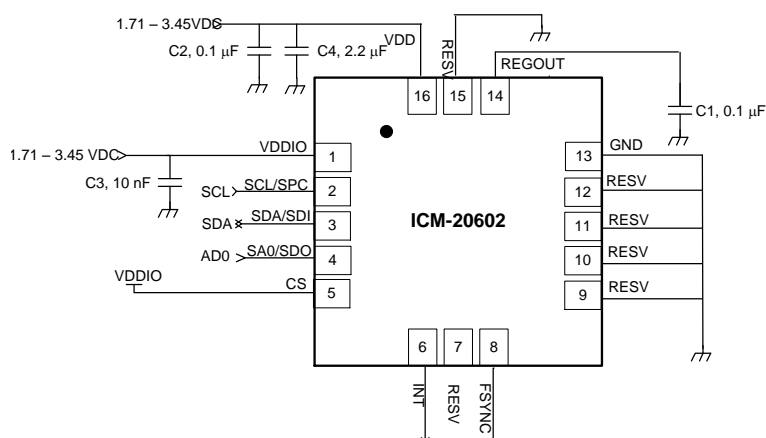 1.71 – 3.45VDC
C2, 0.1 µF
C4, 2.2 µF
VDD
RESV
REGOUT
C1, 0.1 µF
16
15
14
1.71 – 3.45 VDC
VDDIO
1
C3, 10 nF
SCL
SCL/SPC
2
SDA
SDA/SDI
3
AD0
SA0/SDO
4
VDDIO
CS
5
ICM-20602
13
GND
12
RESV
11
RESV
10
RESV
9
RESV
6
7
8
INT
RESV
FSYNC